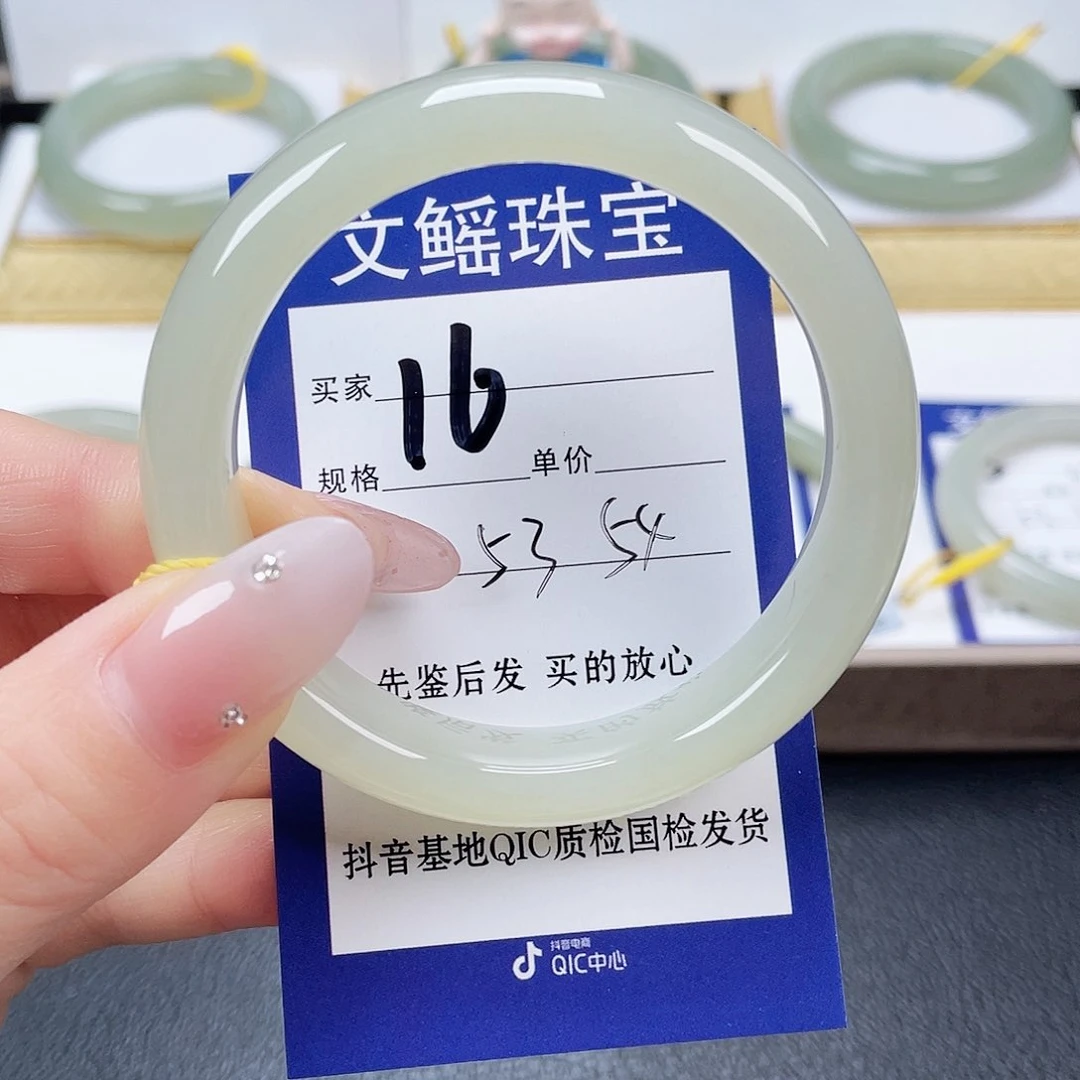 文鳐珠宝
买家 16
规格 单价
53 54
先鉴后发 买的放心
抖音基地QIC质检国检发货
抖音电商
QIC中心